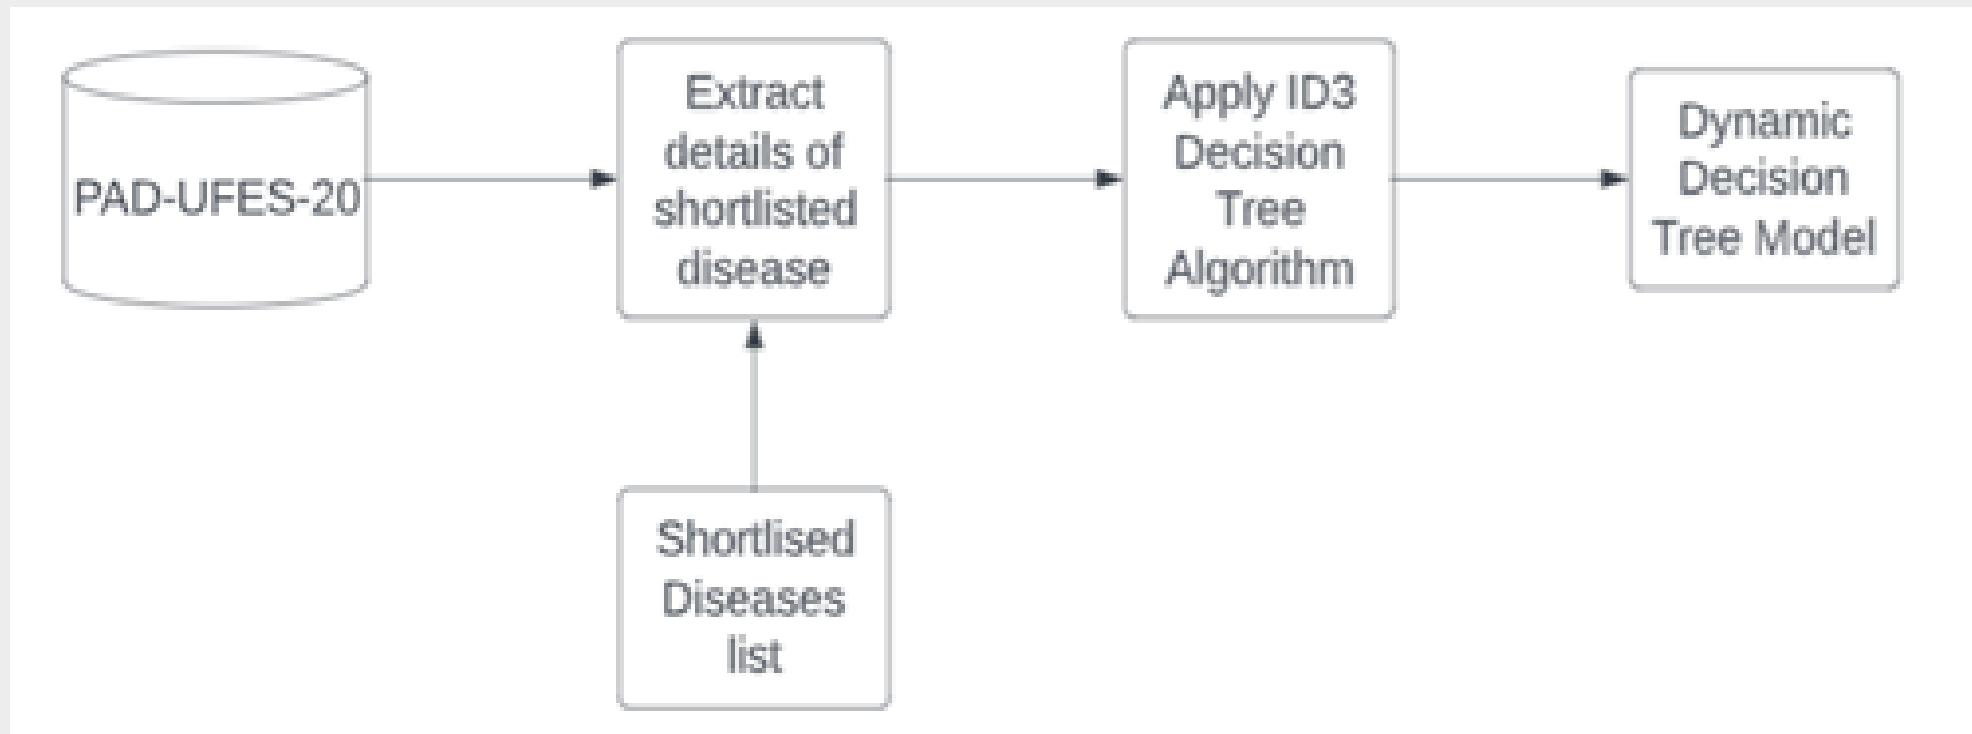 PAD-UFES-20
Extract
details of
shortlisted
disease
Apply ID3
Decision
Tree
Algorithm
Dynamic
Decision
Tree Model
Shortlised
Diseases
list